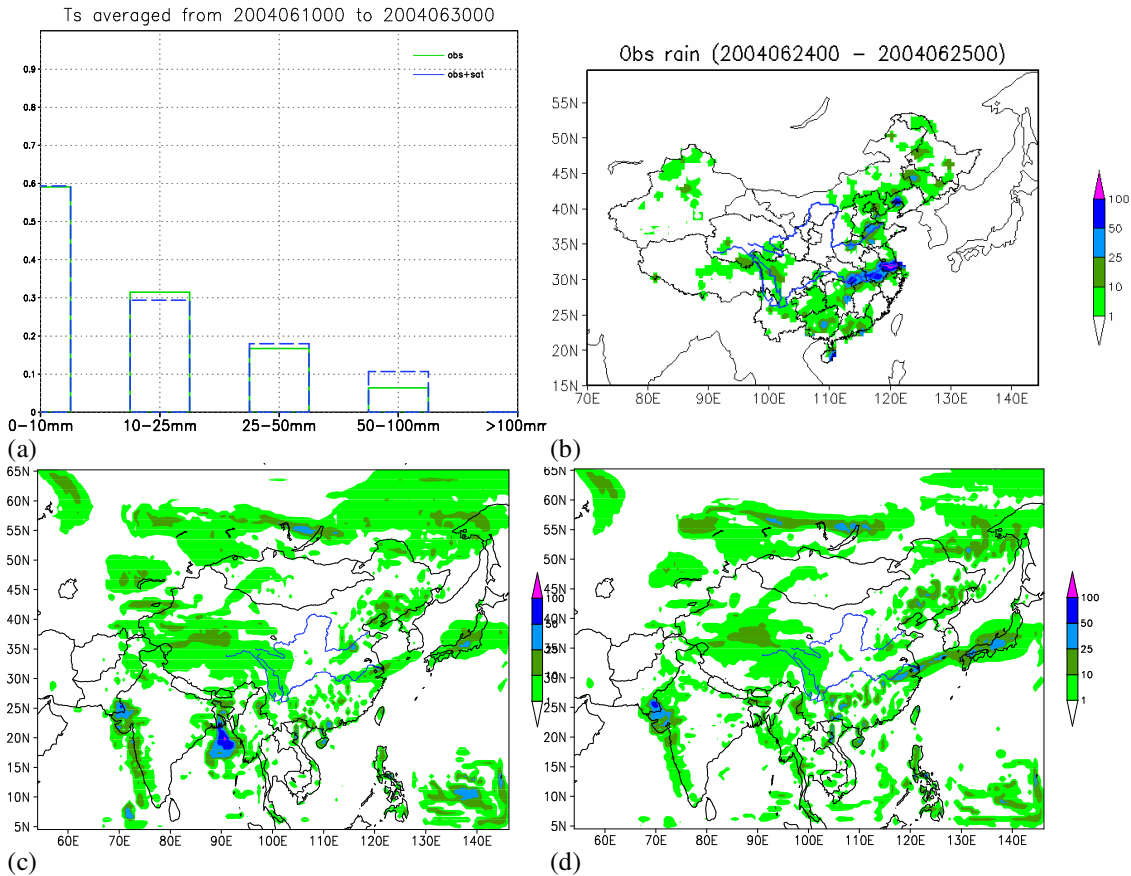 Ts averaged from 2004061000 to 2004063000
0.9
0.8
0.7
0.6
0.5
0.4
0.3
0.2
0.1
0
0-10mm 10-25mm 25-50mm 50-100mm >100mm
obs
obs+sat
(a)
Obs rain (2004062400 - 2004062500)
55N
50N
45N
40N
35N
30N
25N
20N
15N
70E 80E 90E 100E 110E 120E 130E 140E
100
50
25
10
1
(b)
65N
60N
55N
50N
45N
40N
35N
30N
25N
20N
15N
10N
5N
60E 70E 80E 90E 100E 110E 120E 130E 140E
100
50
25
10
1
(c)
65N
60N
55N
50N
45N
40N
35N
30N
25N
20N
15N
10N
5N
60E 70E 80E 90E 100E 110E 120E 130E 140E
100
50
25
10
1
(d)